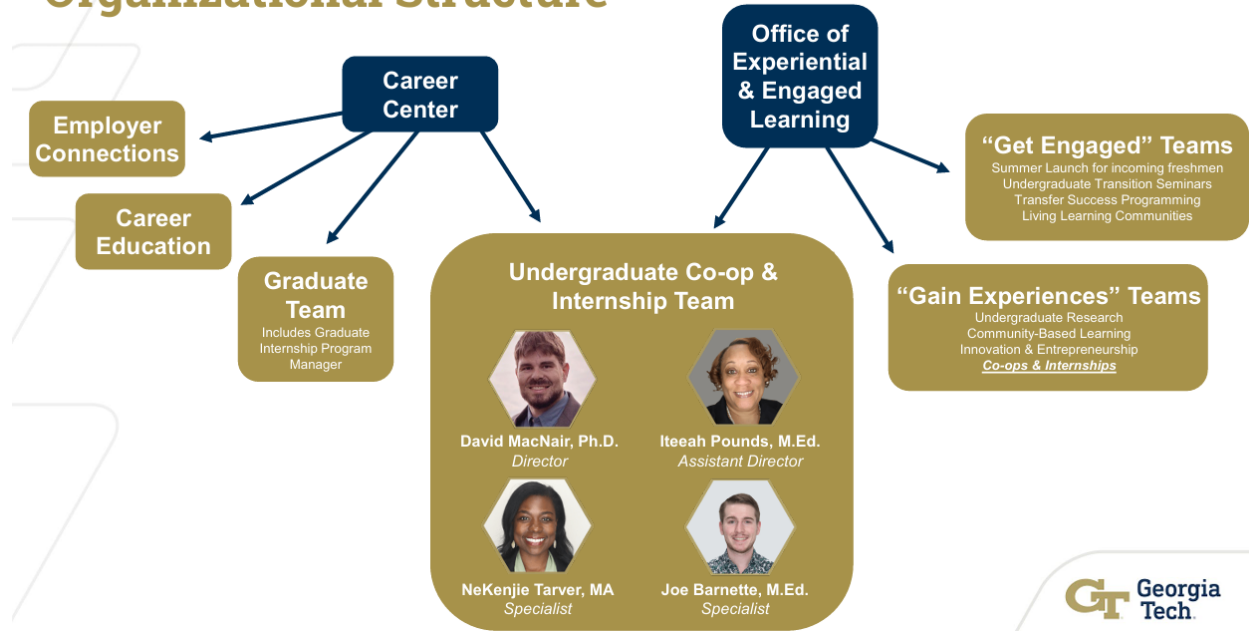 Organizational Structure
Career
Center
Office of
Experiential
& Engaged
Learning
Employer
Connections
Career
Education
Graduate
Team
Includes Graduate
Internship Program
Manager
Undergraduate Co-op &
Internship Team
David MacNair, Ph.D.
Director
Iteeah Pounds, M.Ed.
Assistant Director
NeKenjie Tarver, MA
Specialist
Joe Barnette, M.Ed.
Specialist
“Get Engaged” Teams
Summer Launch for incoming freshmen
Undergraduate Transition Seminars
Transfer Success Programming
Living Learning Communities
“Gain Experiences” Teams
Undergraduate Research
Community-Based Learning
Innovation & Entrepreneurship
Co-ops & Internships
GT
Georgia
Tech.